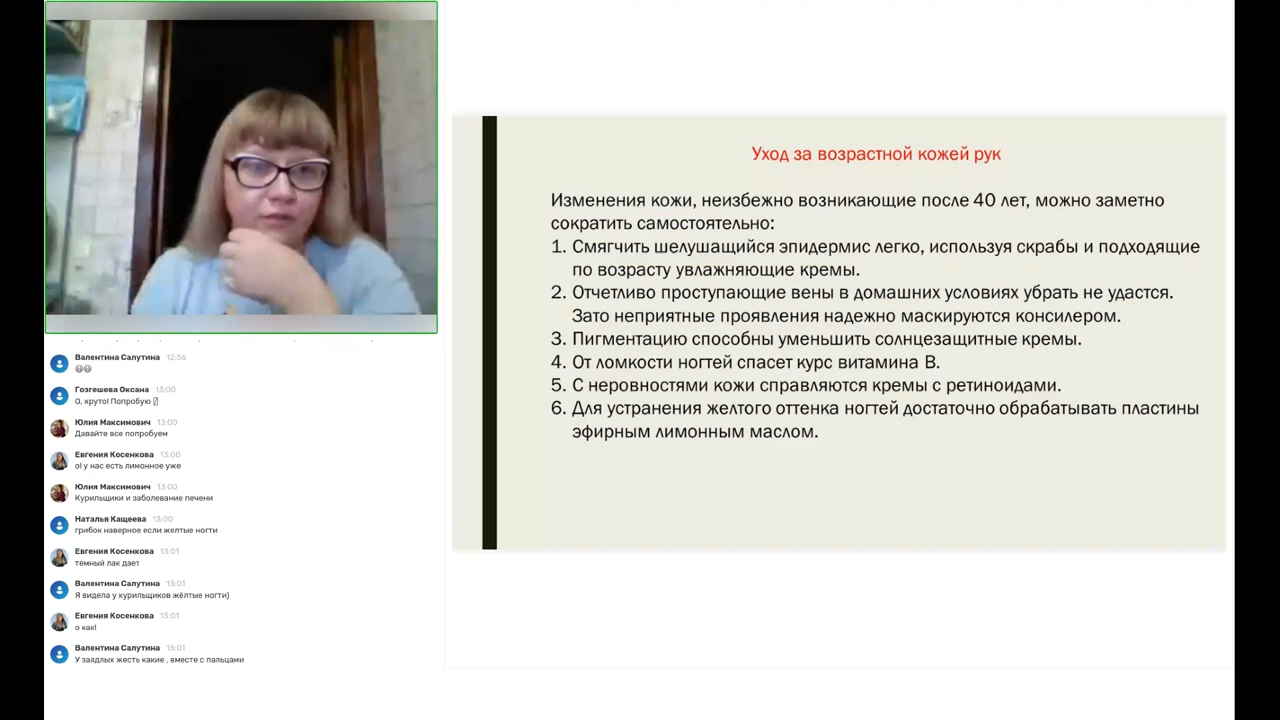 Уход за возрастной кожей рук
Изменения кожи, неизбежно возникающие после 40 лет, можно заметно
сократить самостоятельно:
1. Смягчить шелушащийся эпидермис легко, используя скрабы и подходящие
по возрасту увлажняющие кремы.
2. Отчетливо проступающие вены в домашних условиях убрать не удастся.
Зато неприятные проявления надежно маскируются консилером.
3. Пигментацию способны уменьшить солнцезащитные кремы.
4. От ломкости ногтей спасет курс витамина В.
5. С неровностями кожи справляются кремы с ретиноидами.
6. Для устранения желтого оттенка ногтей достаточно обрабатывать пластины
эфирным лимонным маслом.
Валентина Салутина 12:56
Гозгешева Оксана 13:00
О, круто! Попробую
Юлия Максимович 13:00
Давайте все попробуем
Евгения Косенкова 13:00
о! у нас есть лимонное уже
Юлия Максимович 13:00
Курильщики и заболевание печени
Наталья Кащеева 13:00
грибок наверное если желтые ногти
Евгения Косенкова 13:01
темный лак дает
Валентина Салутина 13:01
Я видела у курильщиков жёлтые ногти)
Евгения Косенкова 13:01
о как!
Валентина Салутина 13:01
У заядлых жесть какие , вместе с пальцами